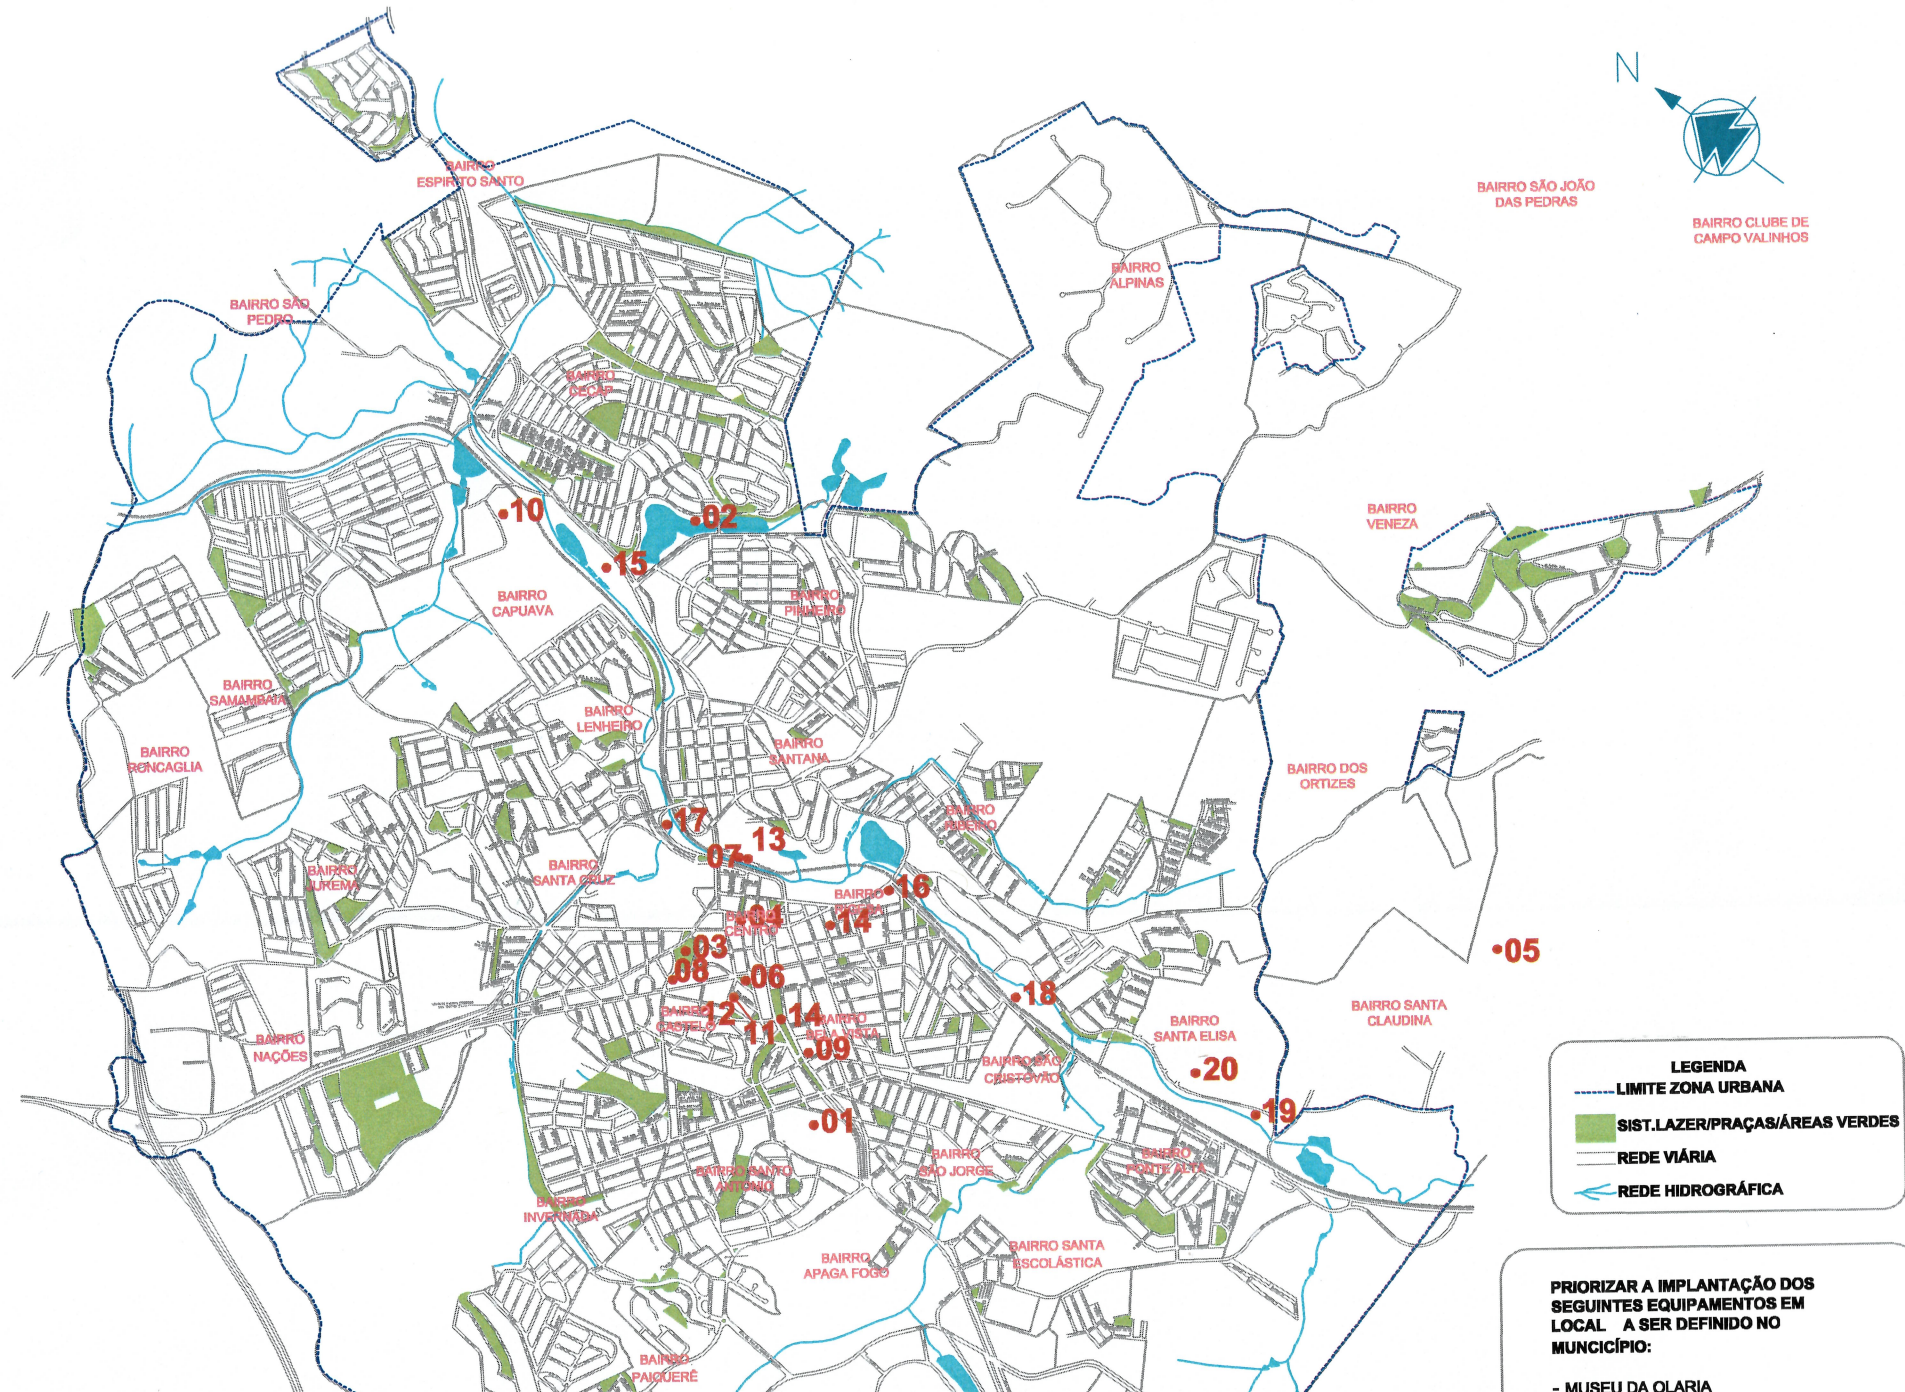 N
BAIRRO SÃO JOÃO
DAS PEDRAS
BAIRRO CLUBE DE
CAMPO VALINHOS
BAIRRO
ESPIRITO SANTO
BAIRRO
ALPINAS
BAIRRO SÃO
PEDRO
BAIRRO
CECAP
BAIRRO
VENEZA
10
02
15
BAIRRO
CAPUAVA
BAIRRO
PINHEIRO
BAIRRO
SAMAMBAIA
BAIRRO
LENHEIRO
BAIRRO
RONCAGLIA
BAIRRO
SANTANA
BAIRRO DOS
ORTIZES
BAIRRO
RIBEIRO
17
13
07
BAIRRO
JUREMA
BAIRRO
SANTA CRUZ
16
BAIRRO
04
BAIRRO
CENTRO
14
03
05
08
06
18
12
BAIRRO
CASTELO
14
11
BAIRRO
BELA VISTA
09
BAIRRO SANTA
CLAUDINA
BAIRRO
SANTA ELISA
BAIRRO
NAÇÕES
BAIRRO SÃO
CRISTOVÃO
20
19
01
BAIRRO
SÃO JORGE
BAIRRO
PONTE ALTA
BAIRRO SANTO
ANTONIO
BAIRRO
INVERNADA
BAIRRO
APAGA FOGO
BAIRRO SANTA
ESCOLÁSTICA
BAIRRO
PAIQUERÊ
LEGENDA
LIMITE ZONA URBANA
SIST.LAZER/PRAÇAS/ÁREAS VERDES
REDE VIÁRIA
REDE HIDROGRÁFICA
PRIORIZAR A IMPLANTAÇÃO DOS
SEGUINTES EQUIPAMENTOS EM
LOCAL A SER DEFINIDO NO
MUNCICÍPIO:
- MUSEU DA OLARIA